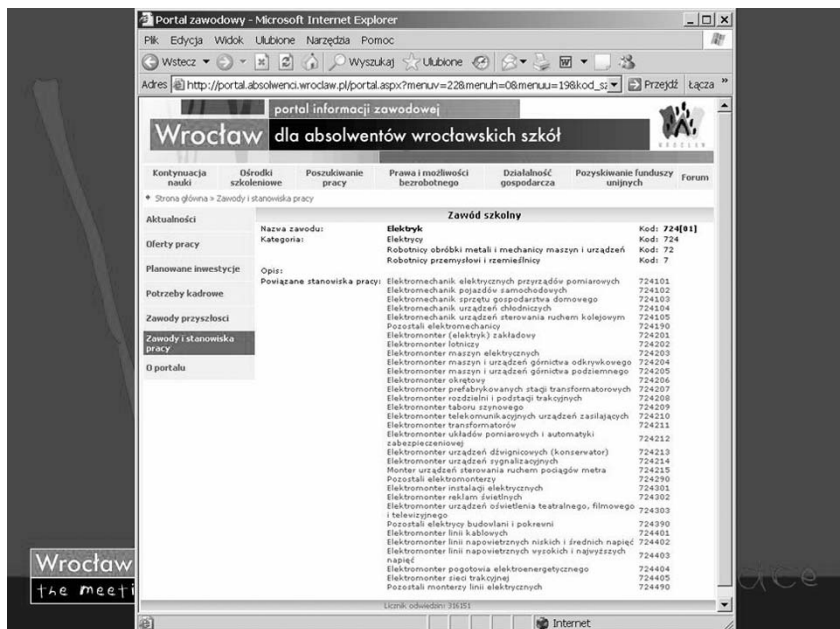 Portal zawodowy - Microsoft Internet Explorer
Plik Edycja Widok Ulubione Narzędzia Pomoc
Wstecz Wyszukaj Ulubione
Adres http://portal.absolwenci.wroclaw.pl/portal.aspx?menuv=22&menuh=0&menuu=19&kod_sz Przejdź Łącza »
portal informacji zawodowej
Wrocław dla absolwentów wrocławskich szkół
WROCŁAW
Kontynuacja nauki Ośrodki szkoleniowe Poszukiwanie pracy Prawa i możliwości bezrobotnego Działalność gospodarcza Pozyskiwanie funduszy unijnych Forum
Strona główna » Zawody i stanowiska pracy
Aktualności
Oferty pracy
Planowane inwestycje
Potrzeby kadrowe
Zawody przyszlosci
Zawody i stanowiska pracy
O portalu
Zawód szkolny
Nazwa zawodu: Elektryk Kod: 724[01]
Kategoria: Elektrycy Kod: 724
Robotnicy obróbki metali i mechanicy maszyn i urządzeń Kod: 72
Robotnicy przemysłowi i rzemieślnicy Kod: 7
Opis:
Powiązane stanowiska pracy: Elektromechanik elektrycznych przyrządów pomiarowych 724101
Elektromechanik pojazdów samochodowych 724102
Elektromechanik sprzętu gospodarstwa domowego 724103
Elektromechanik urządzeń chłodniczych 724104
Elektromechanik urządzeń sterowania ruchem kolejowym 724105
Pozostali elektromechanicy 724190
Elektromonter (elektryk) zakładowy 724201
Elektromonter lotniczy 724202
Elektromonter maszyn elektrycznych 724203
Elektromonter maszyn i urządzeń górnictwa odkrywkowego 724204
Elektromonter maszyn i urządzeń górnictwa podziemnego 724205
Elektromonter okrętowy 724206
Elektromonter prefabrykowanych stacji transformatorowych 724207
Elektromonter rozdzielni i podstacji trakcyjnych 724208
Elektromonter taboru szynowego 724209
Elektromonter telekomunikacyjnych urządzeń zasilających 724210
Elektromonter transformatorów 724211
Elektromonter układów pomiarowych i automatyki
zabezpieczeniowej 724212
Elektromonter urządzeń dźwignicowych (konserwator) 724213
Elektromonter urządzeń sygnalizacyjnych 724214
Monter urządzeń sterowania ruchem pociągów metra 724215
Pozostali elektromonterzy 724290
Elektromonter instalacji elektrycznych 724301
Elektromonter reklam świetlnych 724302
Elektromonter urządzeń oświetlenia teatralnego, filmowego
i telewizyjnego 724303
Pozostali elektrycy budowlani i pokrewni 724390
Elektromonter linii kablowych 724401
Elektromonter linii napowietrznych niskich i średnich napięć 724402
Elektromonter linii napowietrznych wysokich i najwyższych
napięć 724403
Elektromonter pogotowia elektroenergetycznego 724404
Elektromonter sieci trakcyjnej 724405
Pozostali monterzy linii elektrycznych 724490
Licznik odwiedzin: 316151
Internet
Wrocław
the meeti